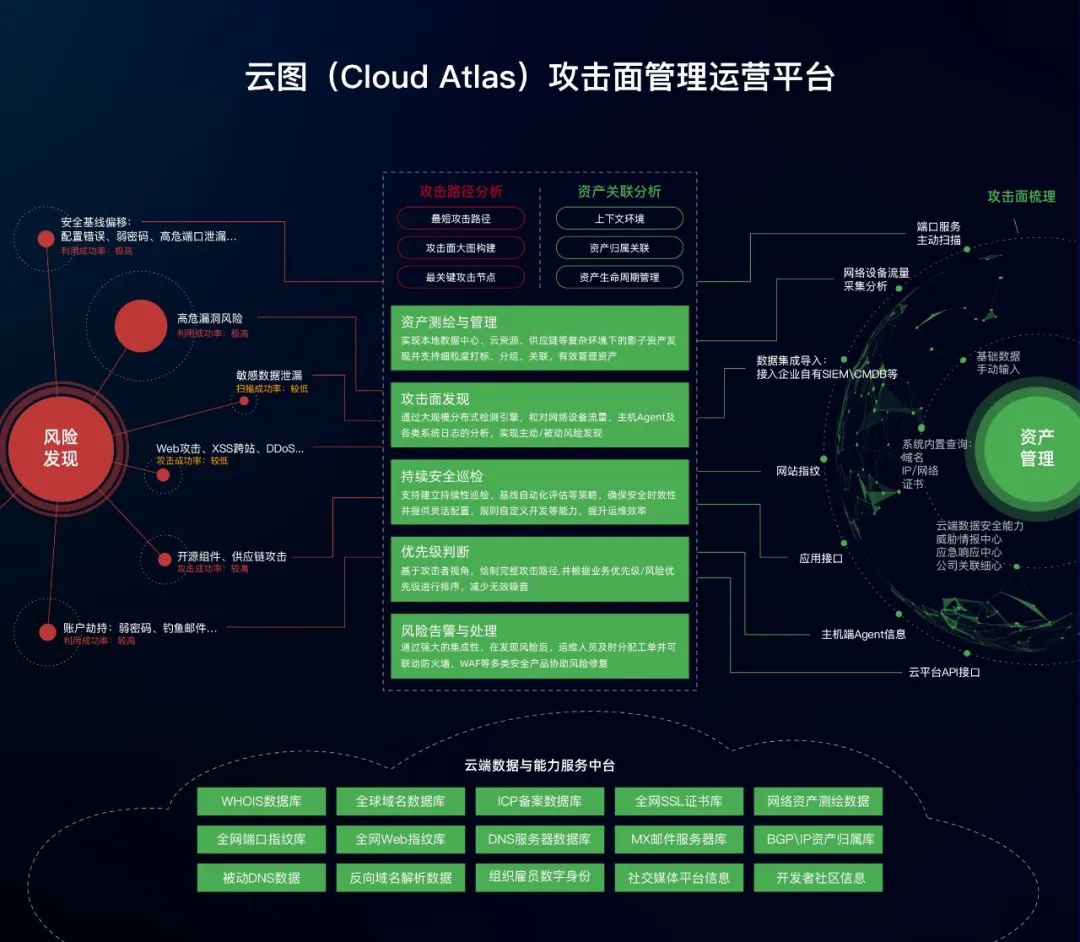 云图（Cloud Atlas）攻击面管理运营平台
攻击路径分析
最短攻击路径
攻击面大图构建
最关键攻击节点
资产关联分析
上下文环境
资产归属关联
资产生命周期管理
安全基线偏移：
配置错误、弱密码、高危端口泄漏...
利用成功率：极高
高危漏洞风险
利用成功率：极高
敏感数据泄漏
扫描成功率：较低
风险
发现
Web攻击、XSS跨站、DDoS...
攻击成功率：较低
开源组件、供应链攻击
攻击成功率：较高
账户劫持：弱密码、钓鱼邮件...
利用成功率：较高
资产测绘与管理
实现本地数据中心、云资源，供应链等复杂环境下的影子资产发
现并支持细粒度打标、分组、关联，有效管理资产
攻击面发现
通过大规模分布式检测引擎，和对网络设备流量、主机Agent及
各类系统日志的分析，实现主动/被动风险发现
持续安全巡检
支持建立持续性巡检、基线自动化评估等策略，确保安全时效性
并提供灵活配置，规则自定义开发等能力，提升运维效率
优先级判断
基于攻击者视角，绘制完整攻击路径,并根据业务优先级/风险优
先级进行排序，减少无效噪音
风险告警与处理
通过强大的集成性，在发现风险后，运维人员及时分配工单并可
联动防火墙、WAF等多类安全产品协助风险修复
攻击面梳理
端口服务
主动扫描
网络设备流量
采集分析
数据集成导入：
接入企业自有SIEM\CMDB等
基础数据
手动输入
资产
管理
网站指纹
系统内置查询：
域名
IP/网络
证书
云端数据安全能力
威胁情报中心
应急响应中心
公司关联细心
应用接口
主机端Agent信息
云平台API接口
云端数据与能力服务中台
WHOIS数据库
全球域名数据库
ICP备案数据库
全网SSL证书库
网络资产测绘数据
全网端口指纹库
全网Web指纹库
DNS服务器数据库
MX邮件服务器库
BGP\IP资产归属库
被动DNS数据
反向域名解析数据
组织雇员数字身份
社交媒体平台信息
开发者社区信息